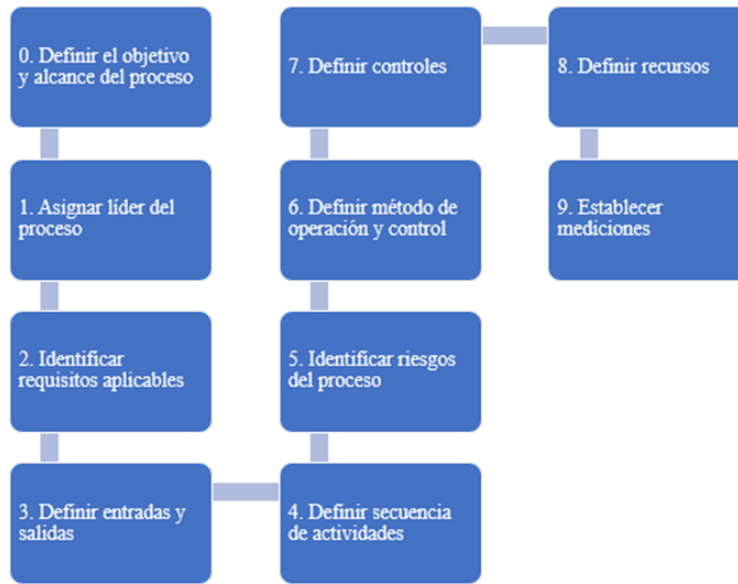 0. Definir el objetivo
y alcance del proceso
1. Asignar líder del
proceso
2. Identificar
requisitos aplicables
3. Definir entradas y
salidas
4. Definir secuencia
de actividades
5. Identificar riesgos
del proceso
6. Definir método de
operación y control
7. Definir controles
8. Definir recursos
9. Establecer
mediciones